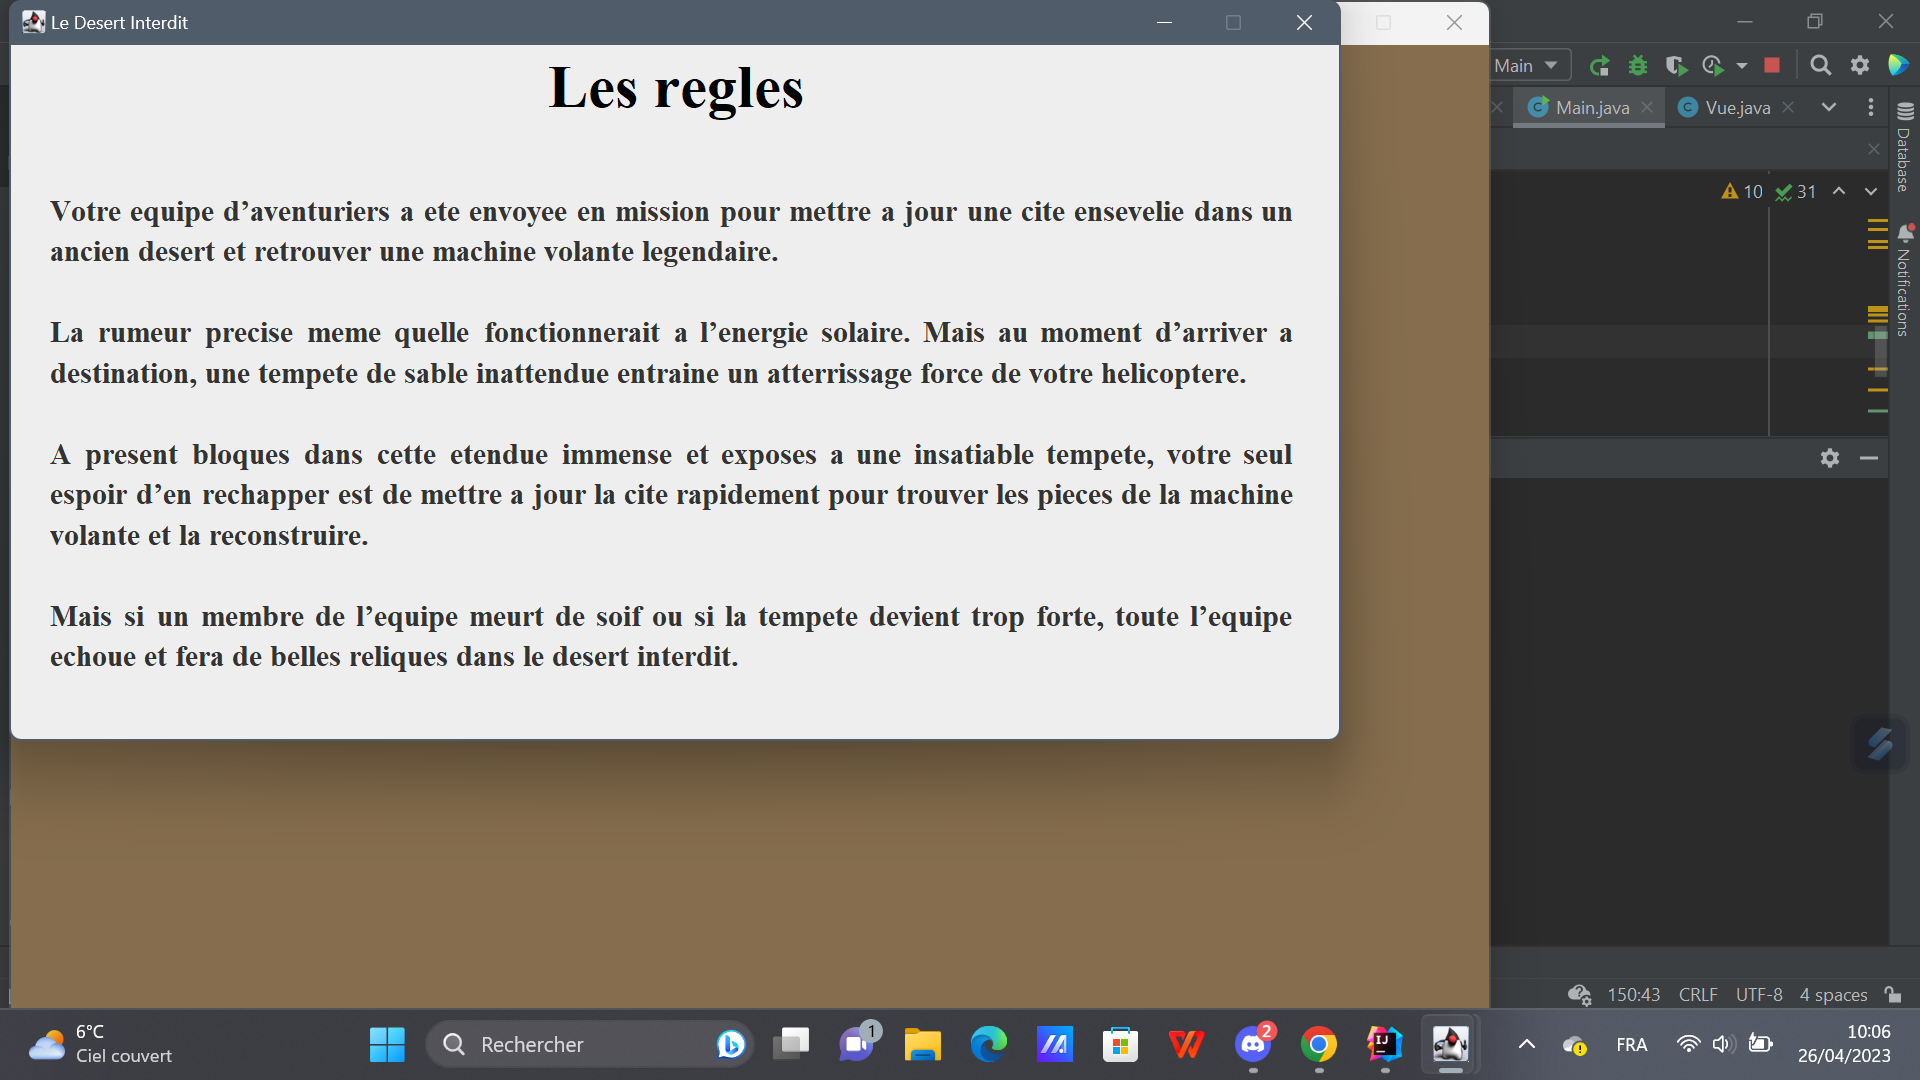 Le Desert Interdit
Les regles
Votre equipe d’aventuriers a ete envoyee en mission pour mettre a jour une cite ensevelie dans un
ancien desert et retrouver une machine volante legendaire.
La rumeur precise meme quelle fonctionnerait a l’energie solaire. Mais au moment d’arriver a
destination, une tempete de sable inattendue entraine un atterrissage force de votre helicoptere.
A present bloques dans cette etendue immense et exposes a une insatiable tempete, votre seul
espoir d’en rechapper est de mettre a jour la cite rapidement pour trouver les pieces de la machine
volante et la reconstruire.
Mais si un membre de l’equipe meurt de soif ou si la tempete devient trop forte, toute l’equipe
echoue et fera de belles reliques dans le desert interdit.
Main
Main.java
Vue.java
10
31
Database
Notifications
150:43 CRLF UTF-8 4 spaces
6°C
Ciel couvert
Rechercher
1
2
IJ
FRA
10:06
26/04/2023